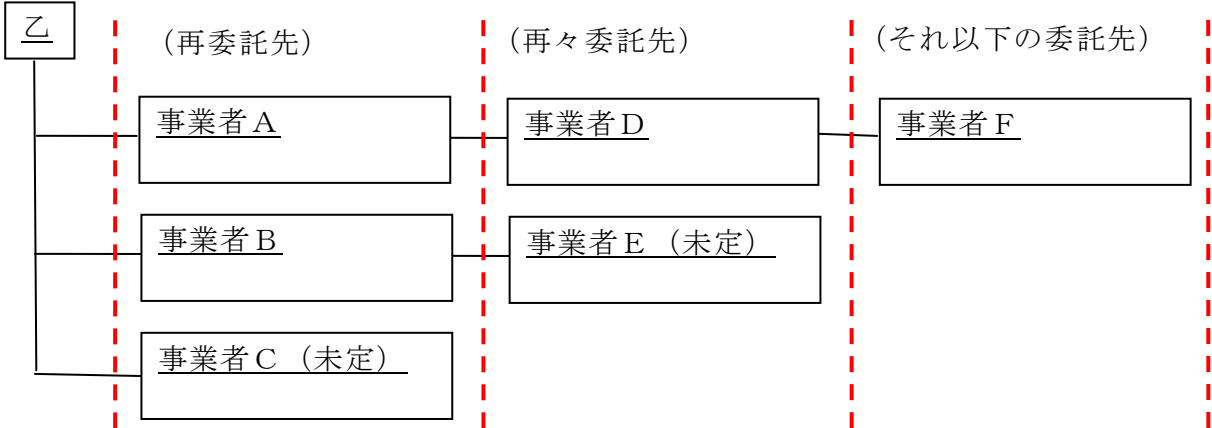 乙
(再委託先)
(再々委託先)
(それ以下の委託先)
事業者A
事業者D
事業者F
事業者B
事業者E（未定）
事業者C（未定）